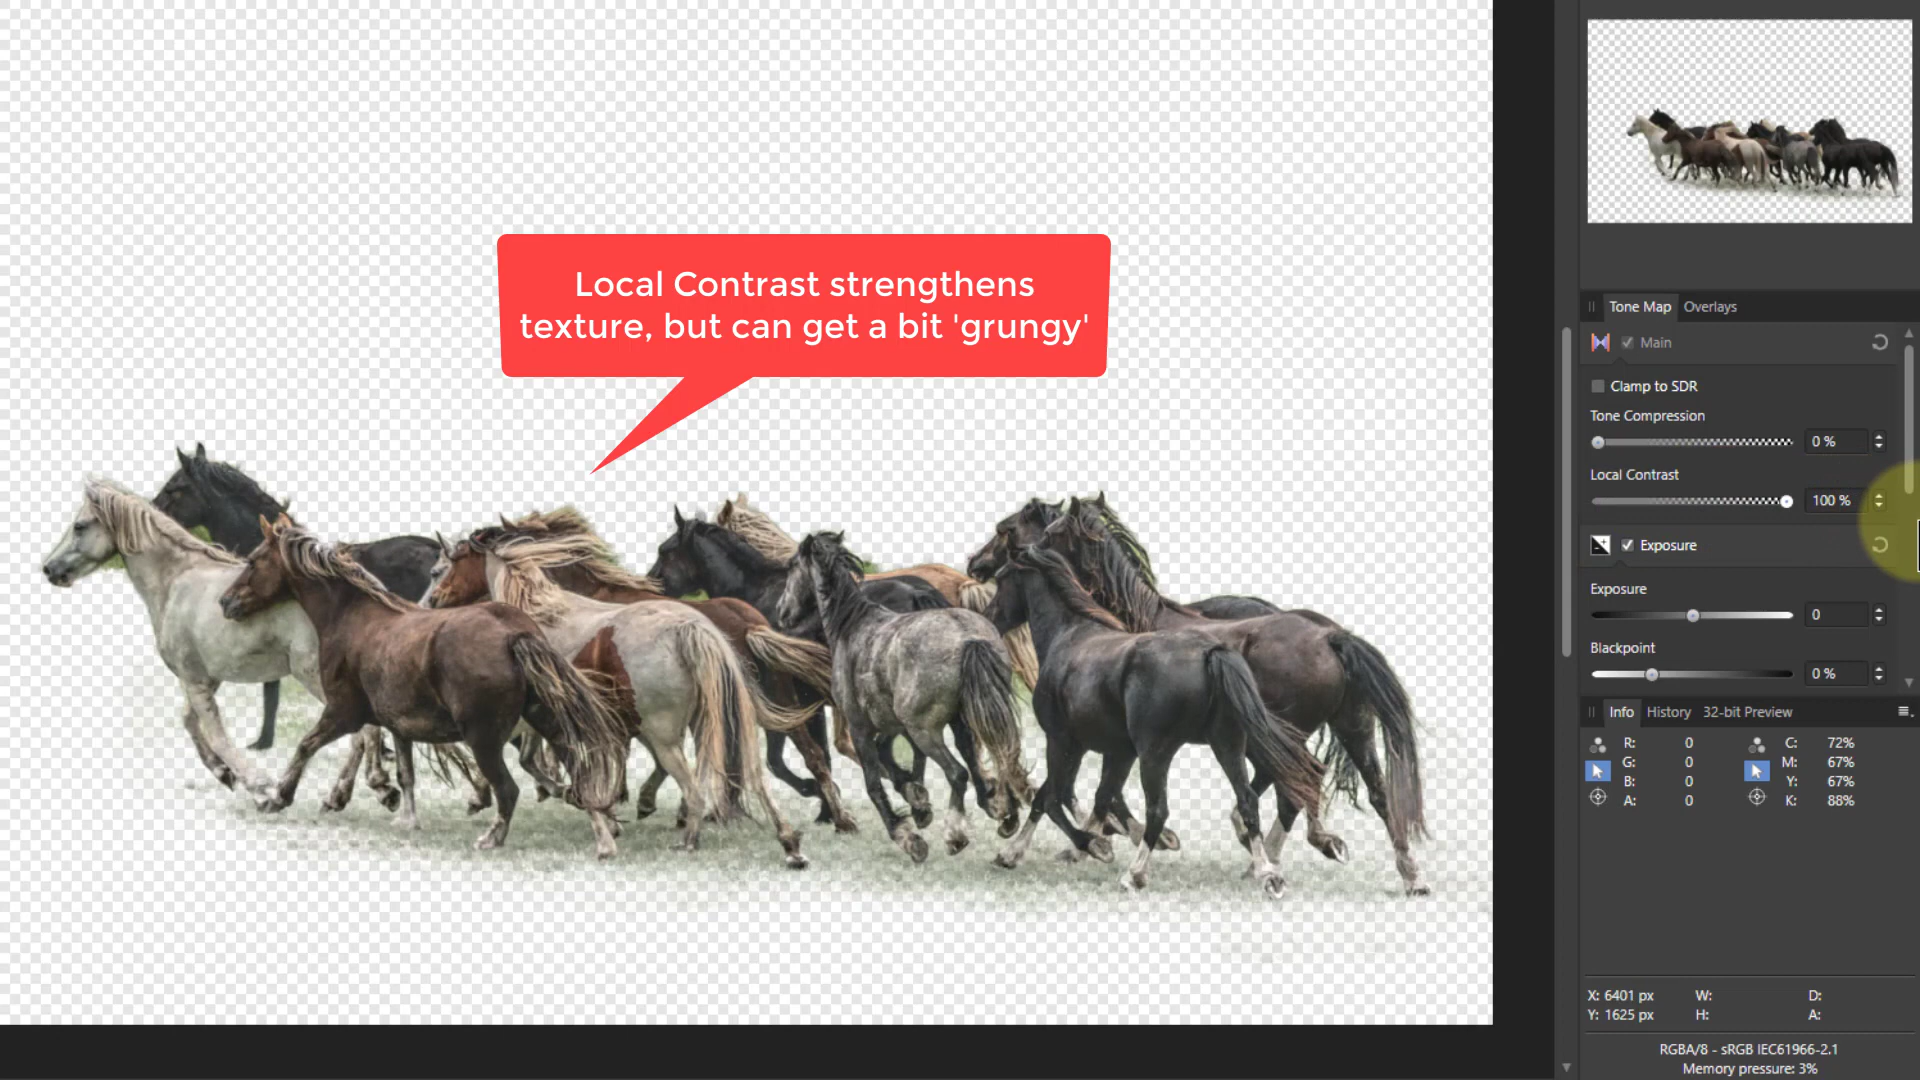 Local Contrast strengthens
texture, but can get a bit 'grungy'
Tone Map Overlays
Main
Clamp to SDR
Tone Compression
0 %
Local Contrast
100 %
Exposure
Exposure
0
Blackpoint
0 %
Info History 32-bit Preview
R: 0 C: 72%
G: 0 M: 67%
B: 0 Y: 67%
A: 0 K: 88%
X: 6401 px W: D:
Y: 1625 px H: A:
RGBA/8 - sRGB IEC61966-2.1
Memory pressure: 3%